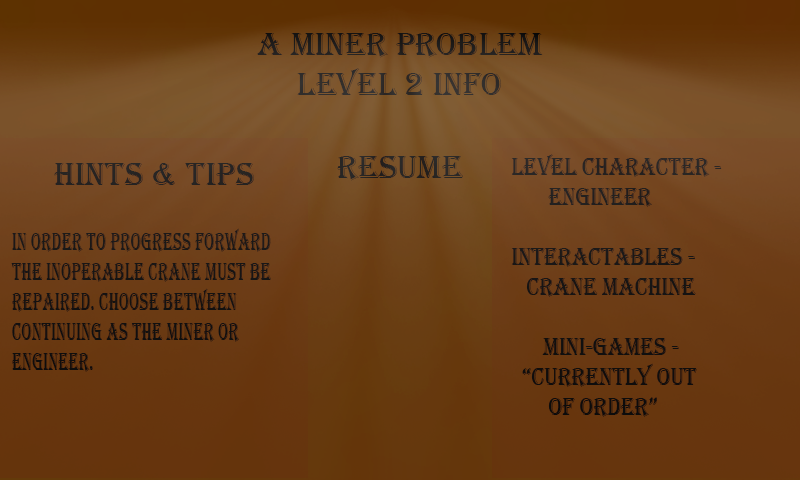 A MINER PROBLEM
LEVEL 2 INFO
HINTS & TIPS
IN ORDER TO PROGRESS FORWARD
THE INOPERABLE CRANE MUST BE
REPAIRED. CHOOSE BETWEEN
CONTINUING AS THE MINER OR
ENGINEER.
RESUME
LEVEL CHARACTER -
ENGINEER
INTERACTABLES -
CRANE MACHINE
MINI-GAMES -
“CURRENTLY OUT
OF ORDER”